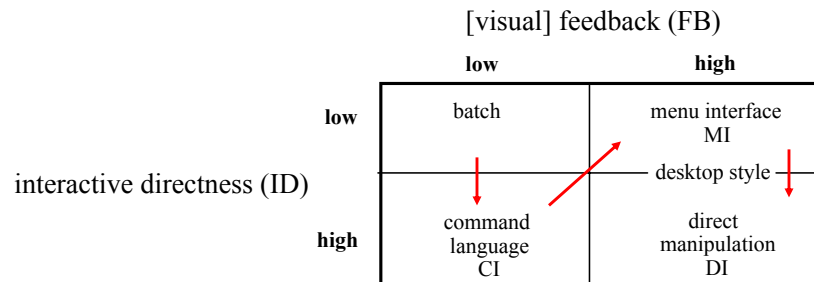 [visual] feedback (FB)
low
high
low
batch
menu interface
MI
interactive directness (ID)
desktop style
high
command
language
CI
direct
manipulation
DI